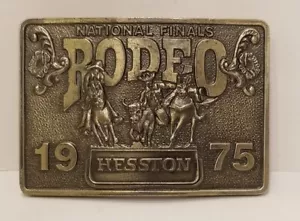 NATIONAL FINALS
RODEO
19 75
HESSTON